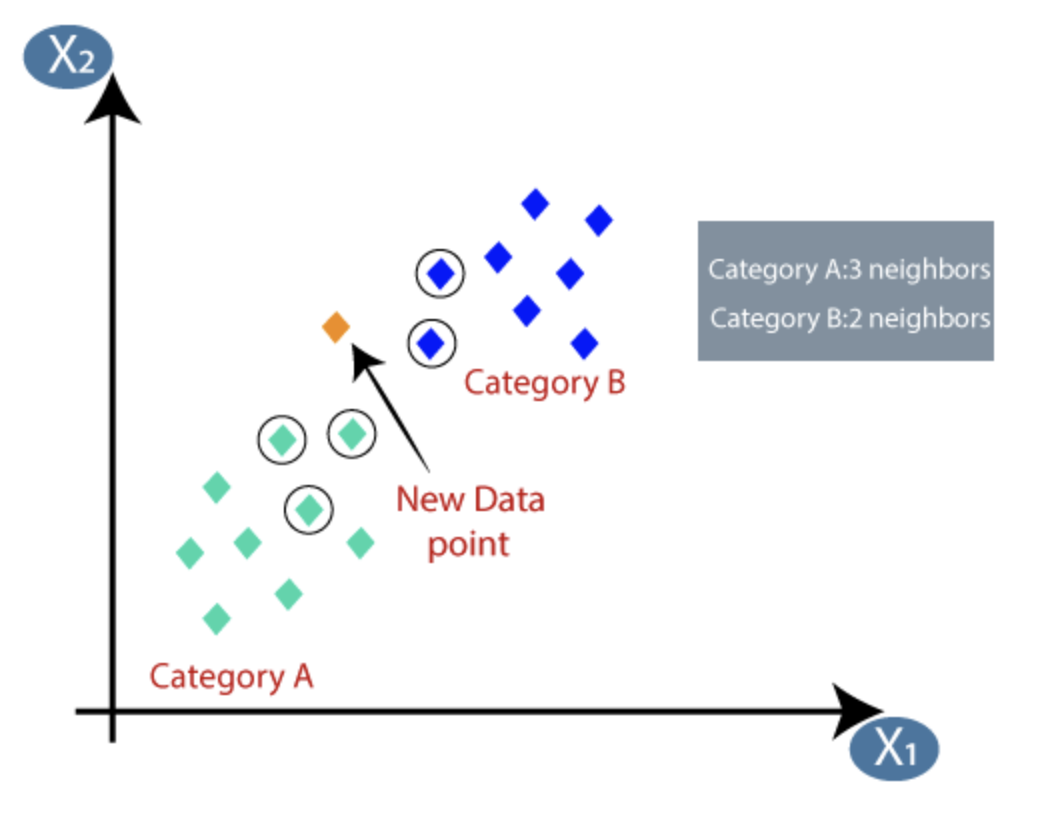 X₂
Category A:3 neighbors
Category B:2 neighbors
Category B
New Data
point
Category A
X₁